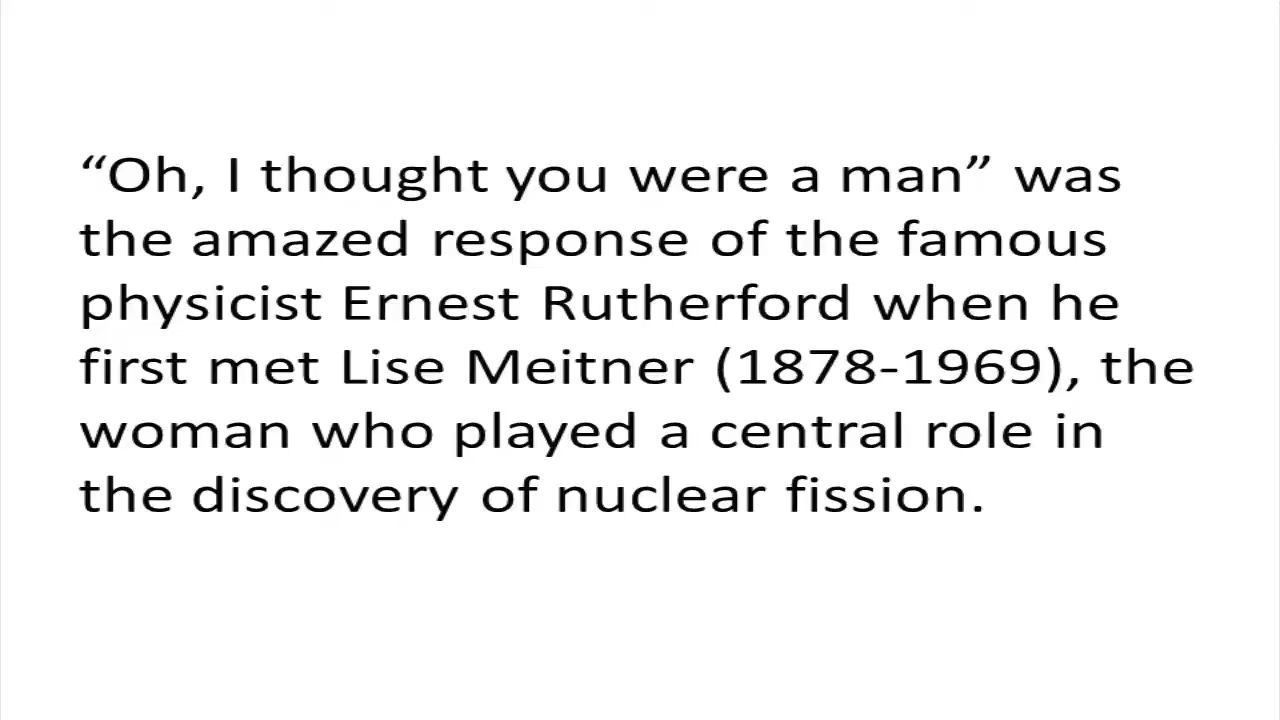 “Oh, I thought you were a man” was
the amazed response of the famous
physicist Ernest Rutherford when he
first met Lise Meitner (1878-1969), the
woman who played a central role in
the discovery of nuclear fission.